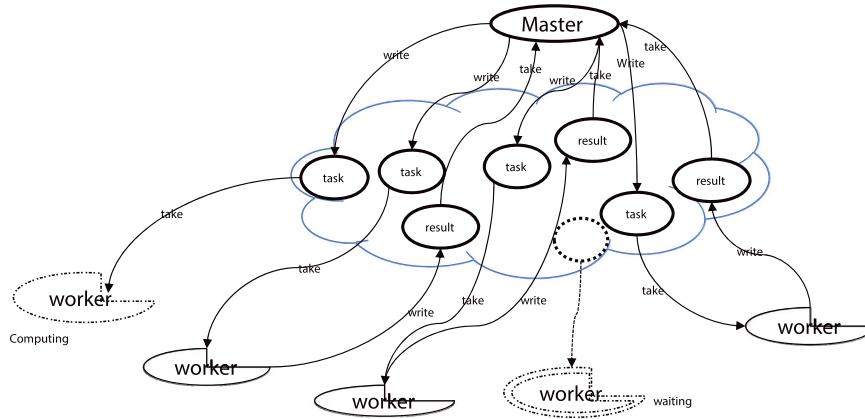 Master
write
take
take
write
write
take
Write
result
task
task
task
result
task
result
take
take
take
write
write
take
write
worker
Computing
worker
worker
worker
waiting
worker